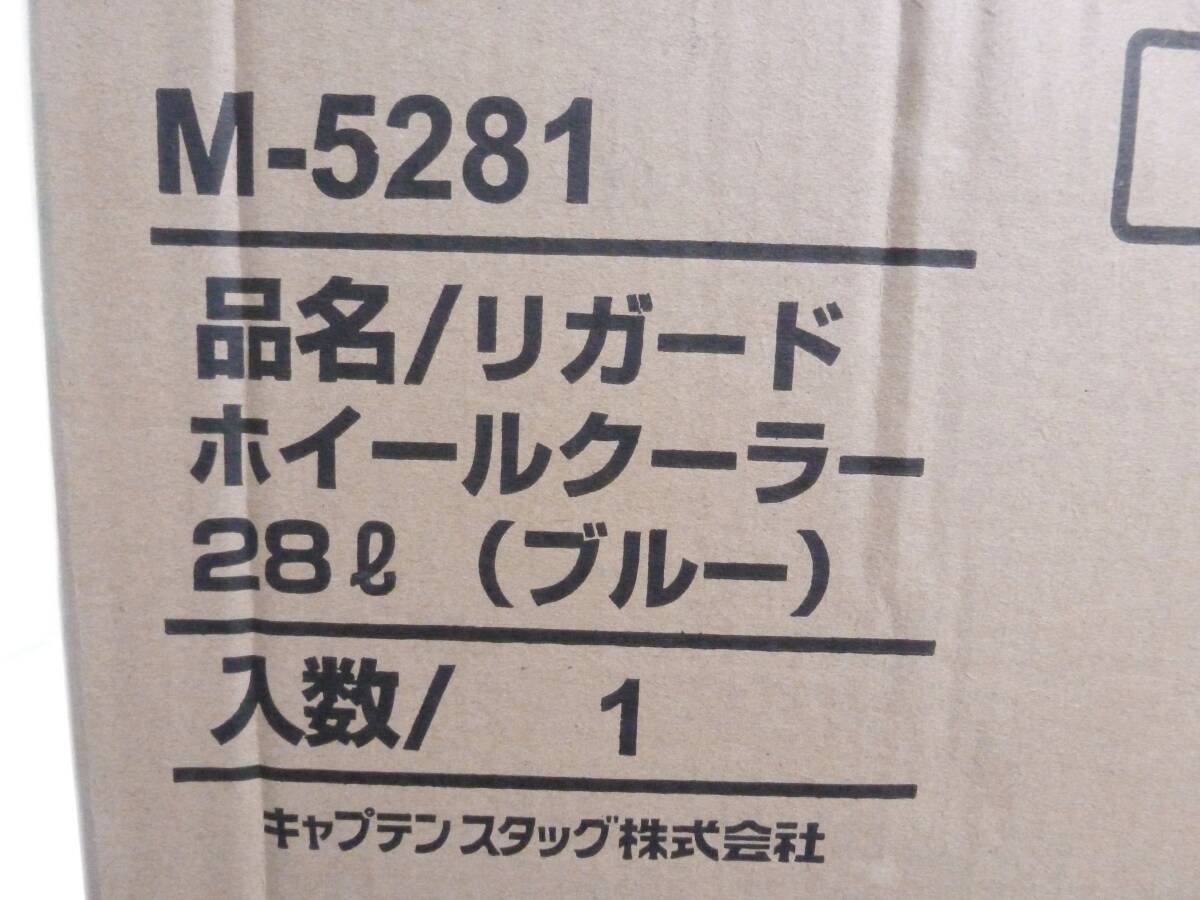 M-5281
品名/リガード
ホイールクーラー
28ℓ（ブルー）
入数/ 1
キャプテンスタッグ株式会社